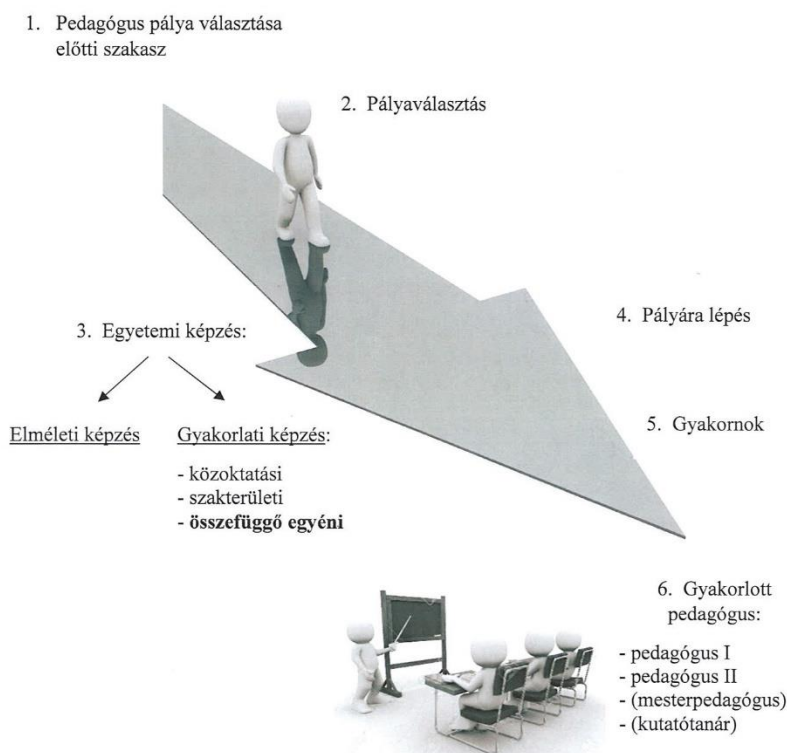 1. Pedagógus pálya választása
előtti szakasz
2. Pályaválasztás
3. Egyetemi képzés:
Elméleti képzés
Gyakorlati képzés:
- közoktatási
- szakterületi
- összefüggő egyéni
4. Pályára lépés
5. Gyakornok
6. Gyakorlott
pedagógus:
- pedagógus I
- pedagógus II
- (mesterpedagógus)
- (kutatótanár)